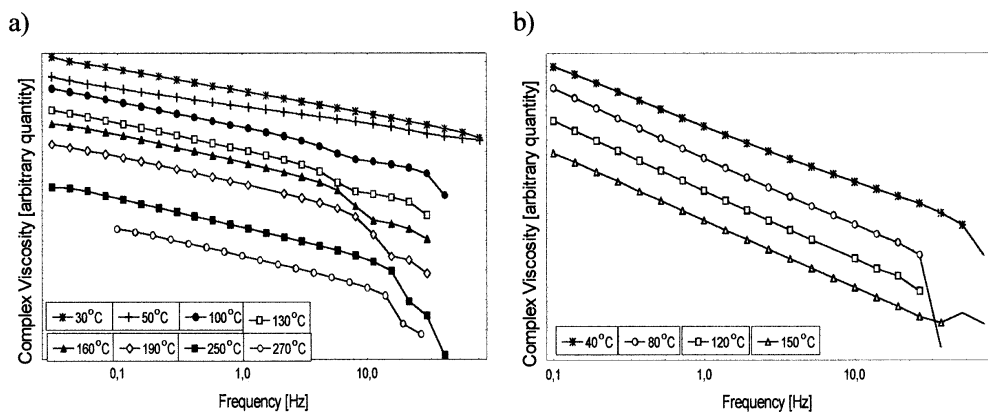 a)
Complex Viscosity [arbitrary quantity]
30°C 50°C 100°C 130°C
160°C 190°C 250°C 270°C
0,1 1,0 10,0
Frequency [Hz]
b)
Complex Viscosity [arbitrary quantity]
40°C 80°C 120°C 150°C
0,1 1,0 10,0
Frequency [Hz]